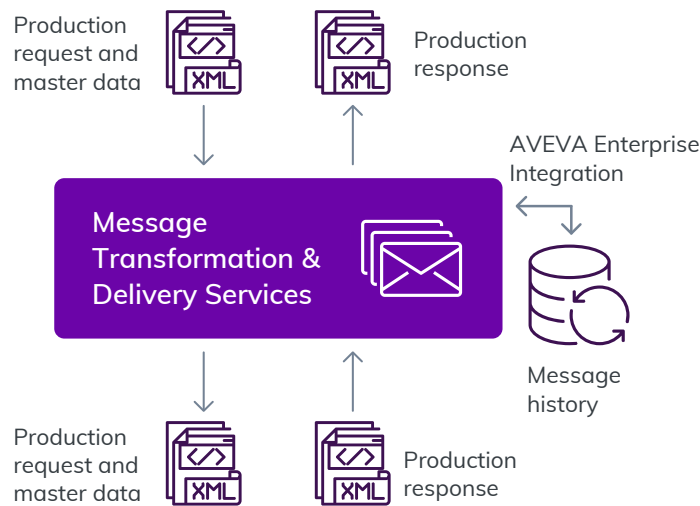 Production
request and
master data
</>
XML
</>
XML
Production
response
AVEVA Enterprise
Integration
Message
Transformation &
Delivery Services
Message
history
Production
request and
master data
</>
XML
</>
XML
Production
response